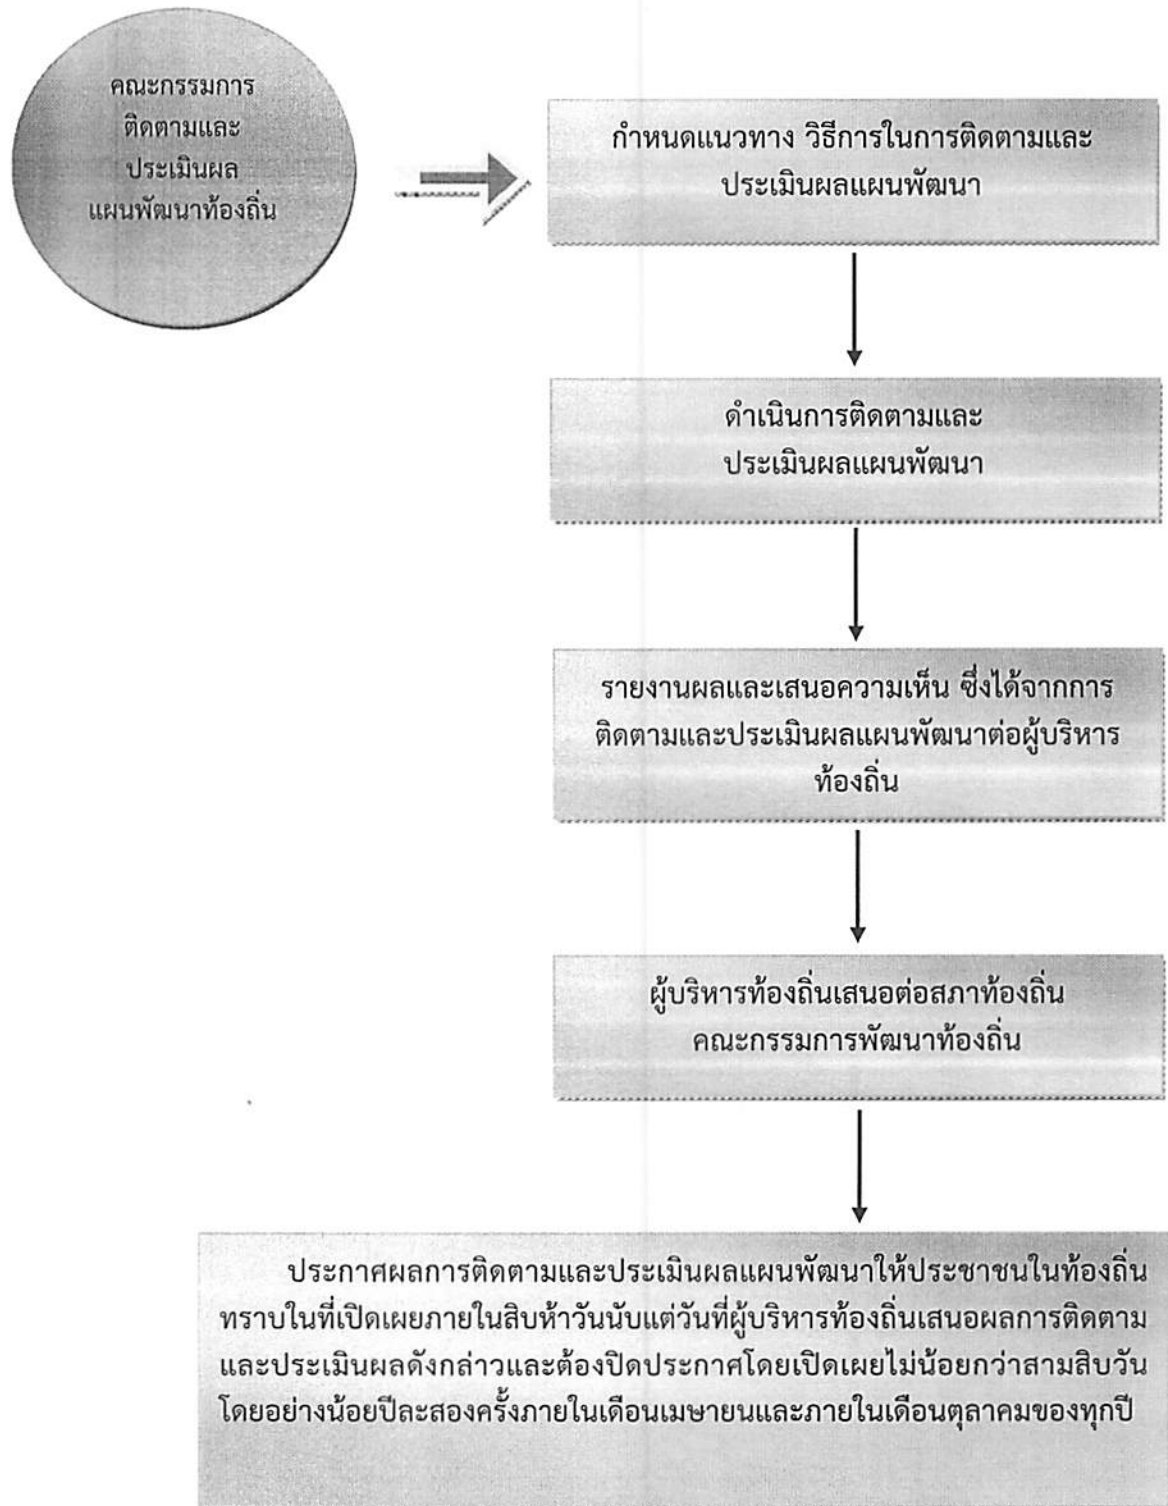 คณะกรรมการ
ติดตามและ
ประเมินผล
แผนพัฒนาท้องถิ่น
กำหนดแนวทาง วิธีการในการติดตามและ
ประเมินผลแผนพัฒนา
ดำเนินการติดตามและ
ประเมินผลแผนพัฒนา
รายงานผลและเสนอความเห็น ซึ่งได้จากการ
ติดตามและประเมินผลแผนพัฒนาต่อผู้บริหาร
ท้องถิ่น
ผู้บริหารท้องถิ่นเสนอต่อสภาท้องถิ่น
คณะกรรมการพัฒนาท้องถิ่น
ประกาศผลการติดตามและประเมินผลแผนพัฒนาให้ประชาชนในท้องถิ่น
ทราบในที่เปิดเผยภายในสิบห้าวันนับแต่วันที่ผู้บริหารท้องถิ่นเสนอผลการติดตาม
และประเมินผลดังกล่าวและต้องปิดประกาศโดยเปิดเผยไม่น้อยกว่าสามสิบวัน
โดยอย่างน้อยปีละสองครั้งภายในเดือนเมษายนและภายในเดือนตุลาคมของทุกปี